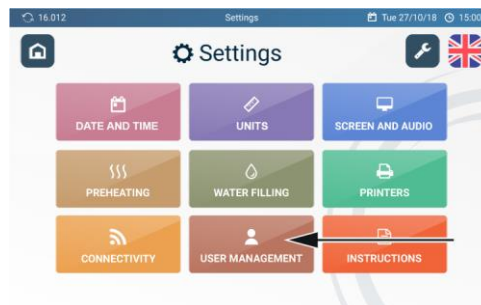 16.012 Settings Tue 27/10/18 15:00
Settings
DATE AND TIME UNITS SCREEN AND AUDIO
PREHEATING WATER FILLING PRINTERS
CONNECTIVITY USER MANAGEMENT INSTRUCTIONS